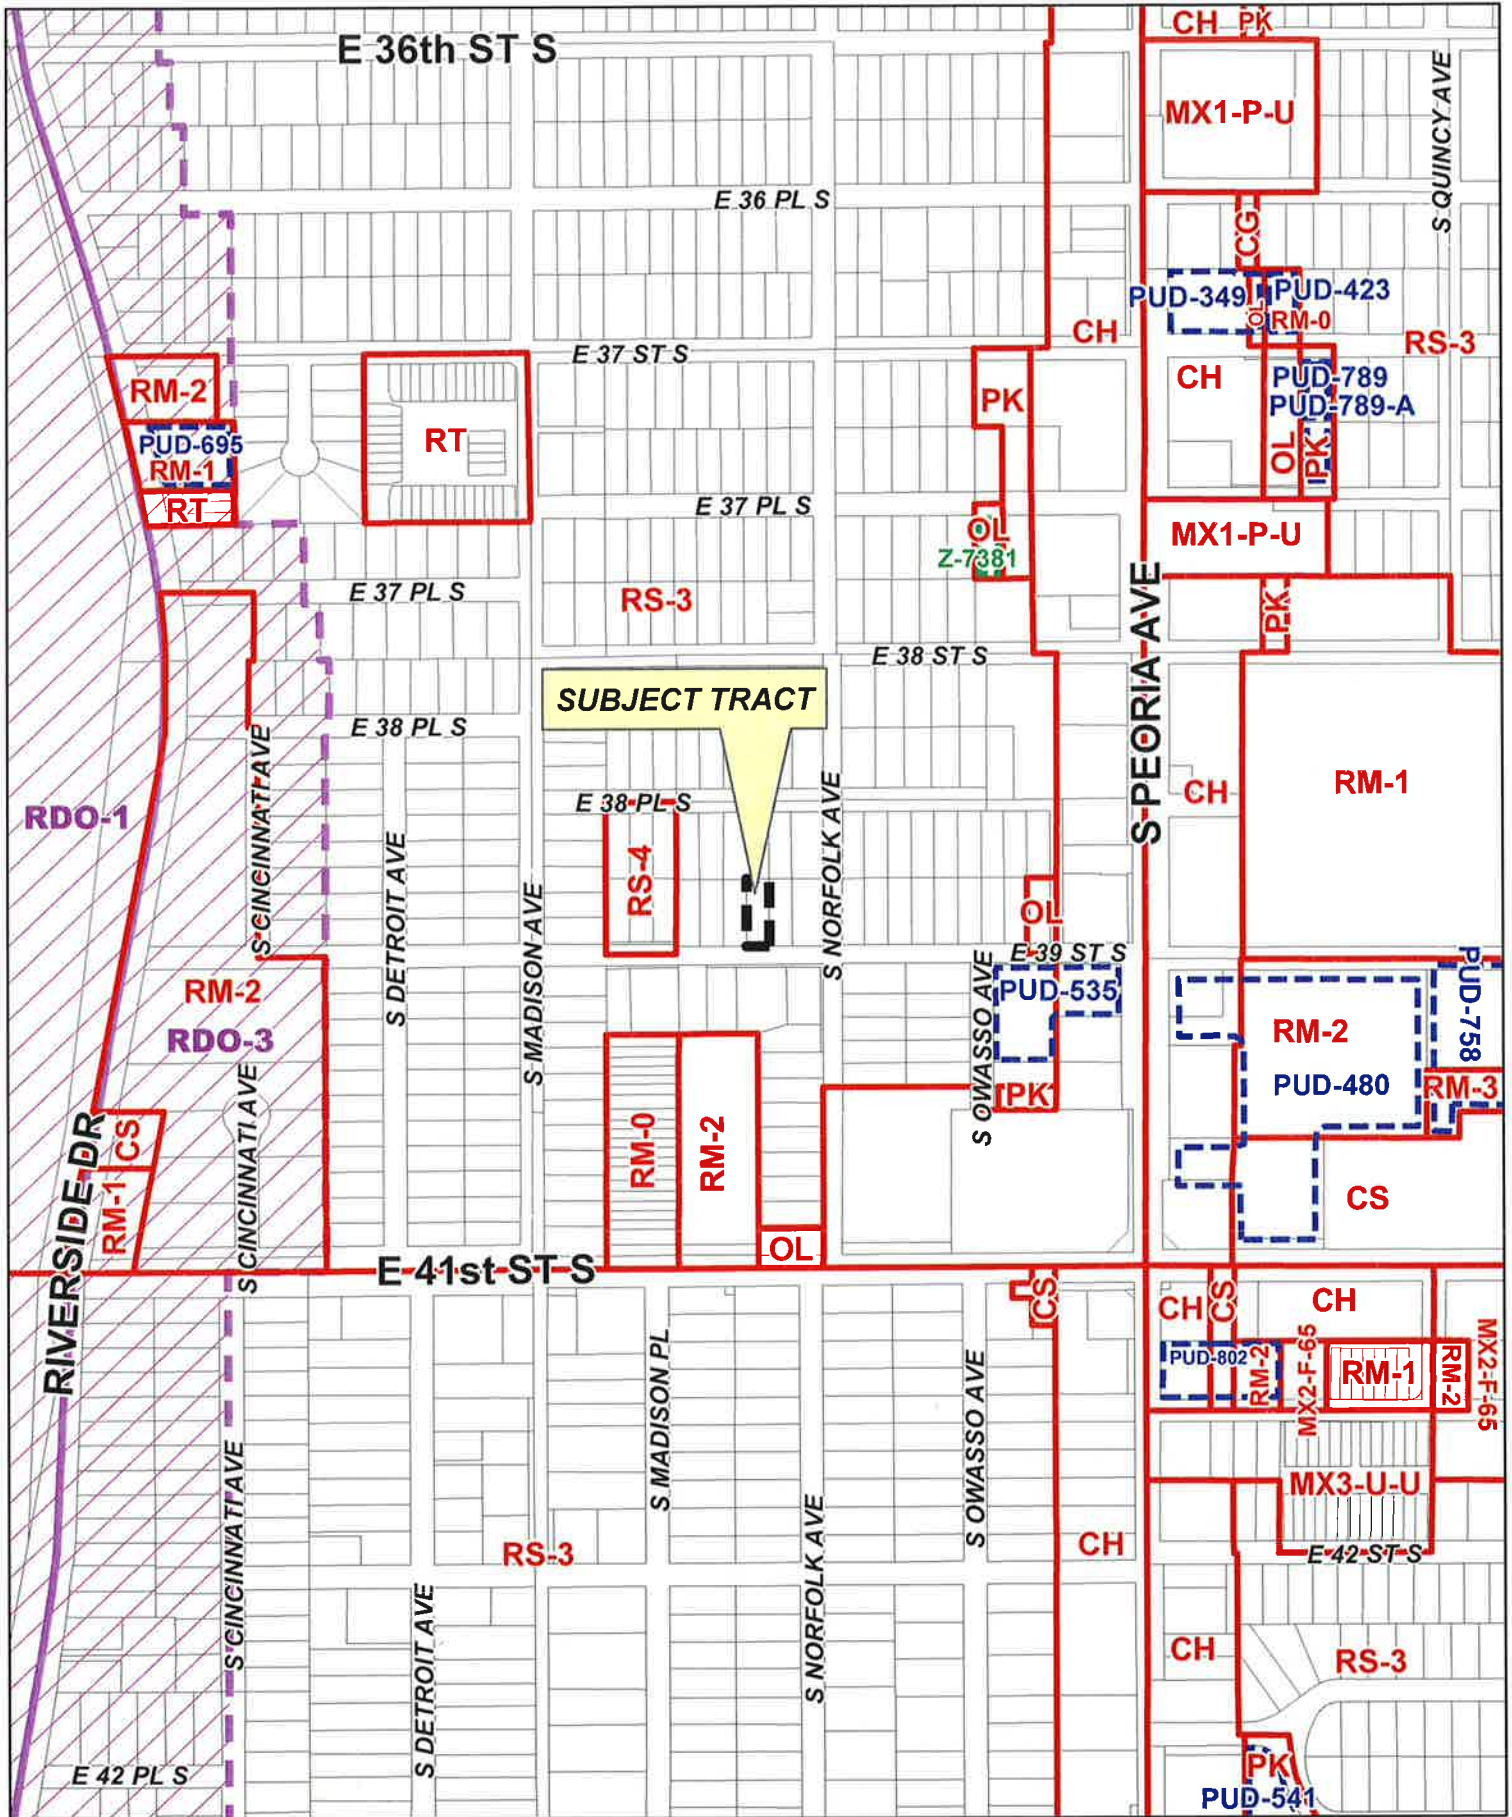 CH
PK
E 36th ST S
S QUINCY AVE
MX1-P-U
E 36 PL S
CG
PUD-349
OL
PUD-423
RM-0
CH
RS-3
E 37 ST S
RM-2
PUD-695
RM-1
RT
RT
PK
CH
PUD-789
PUD-789-A
OL
PK
E 37 PL S
OL
Z-7381
MX1-P-U
E 37 PL S
RS-3
PK
S PEORIA AVE
E 38 ST S
SUBJECT TRACT
E 38 PL S
S CINCINNATI AVE
RDO-1
E 38 PL S
S NORFOLK AVE
CH
RM-1
S DETROIT AVE
RS-4
S MADISON AVE
OL
E 39 ST S
S OWASSO AVE
PUD-535
PK
RM-2
RDO-3
S CINCINNATI AVE
RM-2
PUD-480
PUD-758
RM-3
CS
RM-1
RIVERSIDE DR
RM-0
RM-2
OL
CS
E 41st ST S
CS
CH
CS
CH
PUD-802
RM-2
MX2-F-65
RM-1
RM-2
MX2-F-65
S CINCINNATI AVE
S MADISON PL
S OWASSO AVE
S NORFOLK AVE
MX3-U-U
RS-3
CH
E 42 ST S
S DETROIT AVE
CH
RS-3
E 42 PL S
PK
PUD-541